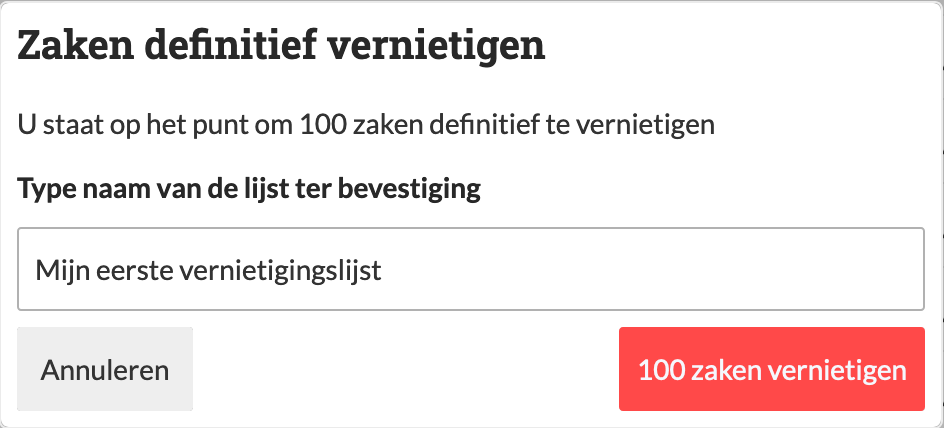 Zaken definitief vernietigen
U staat op het punt om 100 zaken definitief te vernietigen
Type naam van de lijst ter bevestiging
Mijn eerste vernietigingslijst
Annuleren
100 zaken vernietigen